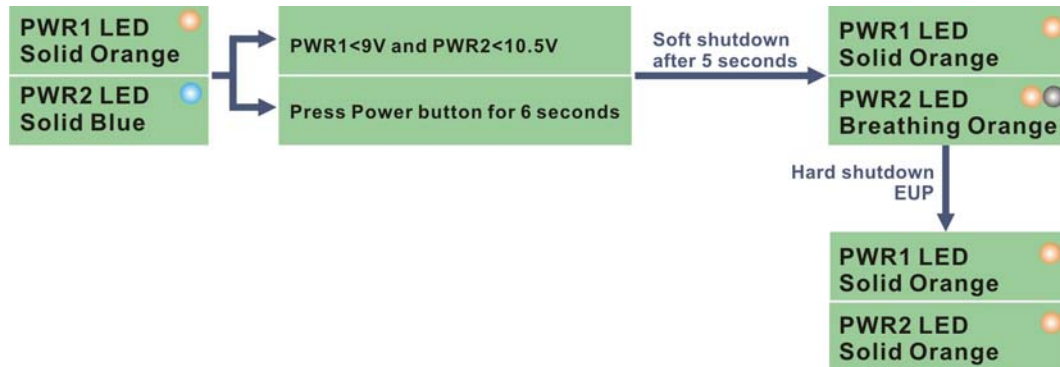 PWR1 LED
Solid Orange
PWR2 LED
Solid Blue
PWR1<9V and PWR2<10.5V
Press Power button for 6 seconds
Soft shutdown
after 5 seconds
PWR1 LED
Solid Orange
PWR2 LED
Breathing Orange
Hard shutdown
EUP
PWR1 LED
Solid Orange
PWR2 LED
Solid Orange